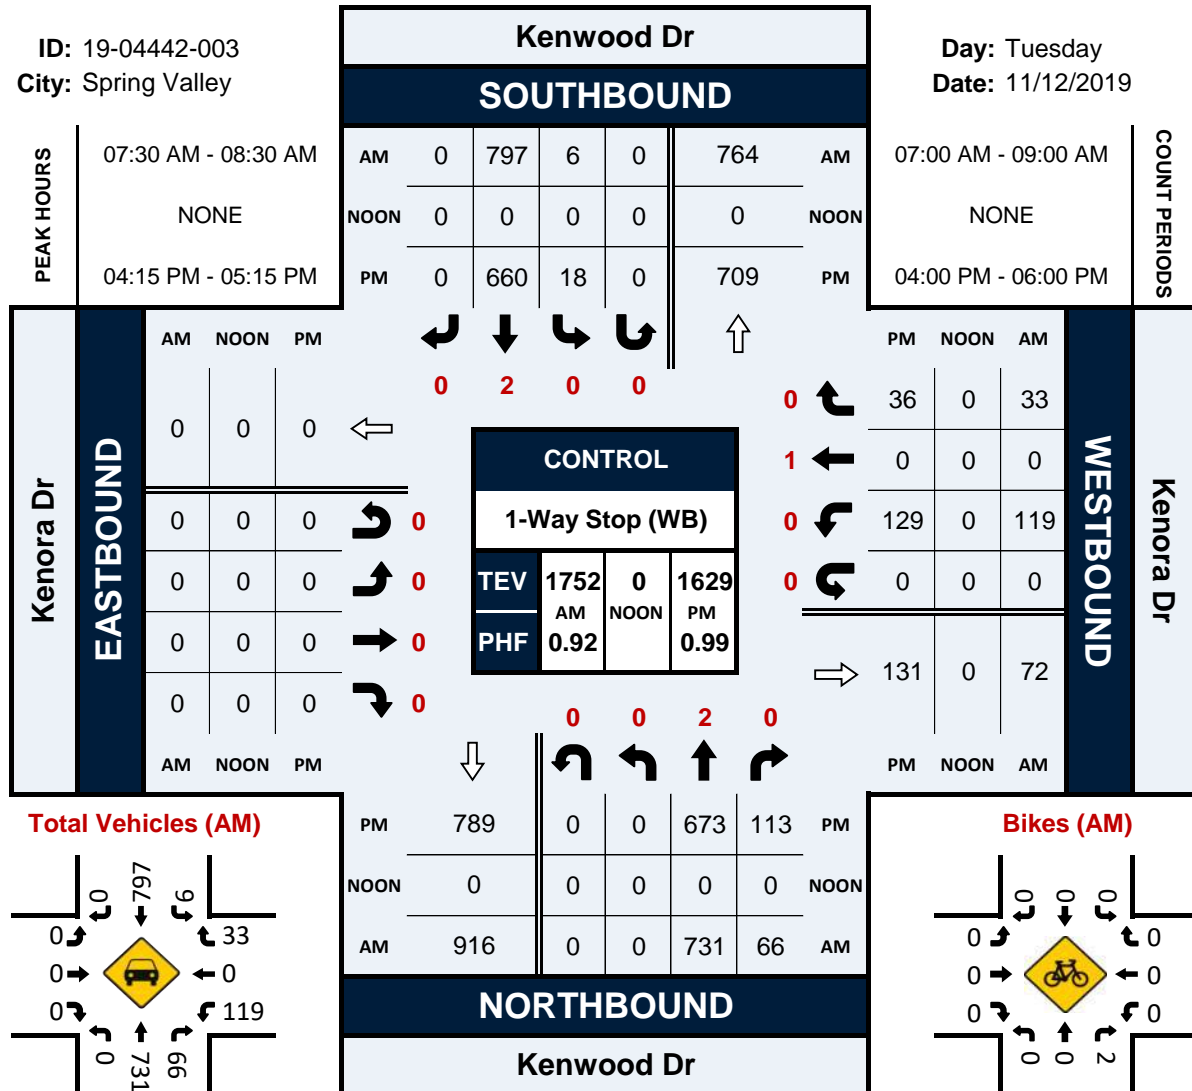 ID: 19-04442-003
City: Spring Valley
Kenwood Dr
SOUTHBOUND
Day: Tuesday
Date: 11/12/2019
PEAK HOURS
07:30 AM - 08:30 AM
NONE
04:15 PM - 05:15 PM
AM 0 797 6 0 764 AM
NOON 0 0 0 0 0 NOON
PM 0 660 18 0 709 PM
07:00 AM - 09:00 AM
NONE
04:00 PM - 06:00 PM
COUNT PERIODS
0 2 0 0
Kenora Dr
EASTBOUND
AM NOON PM
0 0 0
0 0 0 0
0 0 0 0
0 0 0 0
0 0 0 0
AM NOON PM
CONTROL
1-Way Stop (WB)
TEV 1752 0 1629
AM NOON PM
PHF 0.92 0.99
PM NOON AM
0 36 0 33
1 0 0 0
0 129 0 119
0 0 0 0
131 0 72
PM NOON AM
WESTBOUND
Kenora Dr
0 0 2 0
PM 789 0 0 673 113 PM
NOON 0 0 0 0 0 NOON
AM 916 0 0 731 66 AM
NORTHBOUND
Kenwood Dr
Total Vehicles (AM)
0 797 6
0 33
0 0
0 119
0 731 66
Bikes (AM)
0 0 0
0 0
0 0
0 0
0 0 2